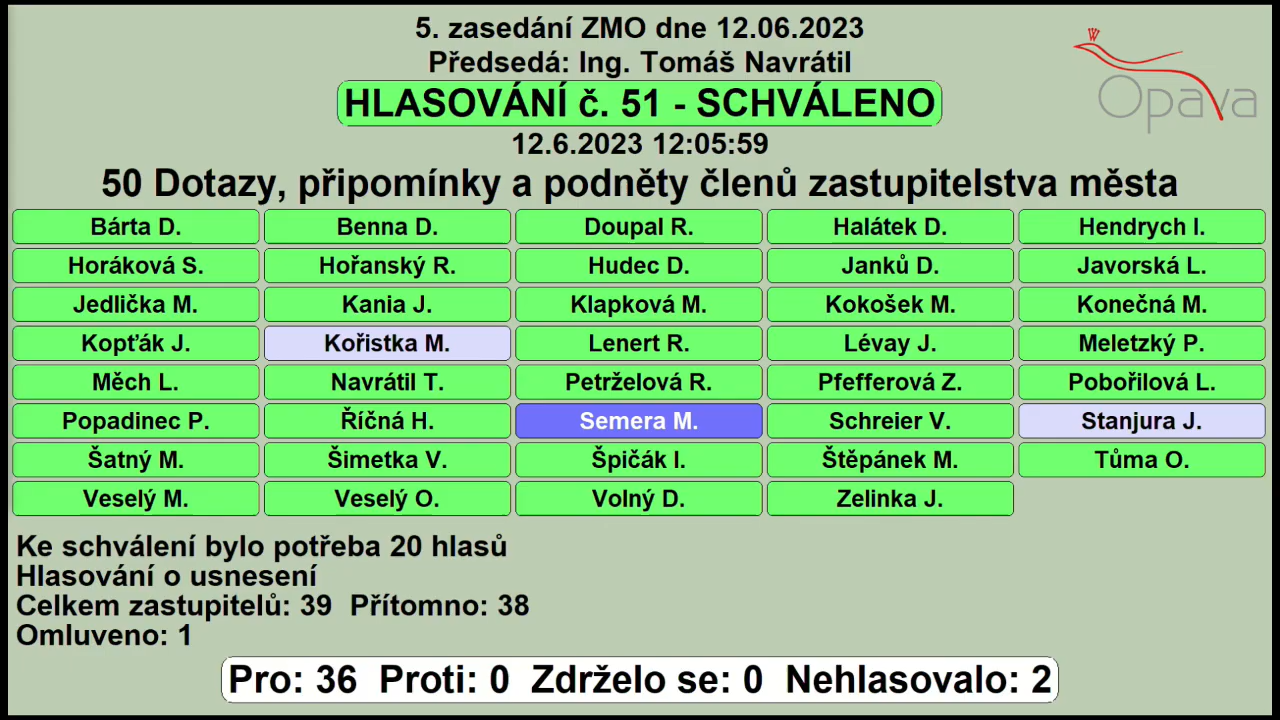 5. zasedání ZMO dne 12.06.2023
Předsedá: Ing. Tomáš Navrátil
HLASOVÁNÍ č. 51 - SCHVÁLENO
Opava
12.6.2023 12:05:59
50 Dotazy, připomínky a podněty členů zastupitelstva města
Bárta D. Benna D. Doupal R. Halátek D. Hendrych I.
Horáková S. Hořanský R. Hudec D. Janků D. Javorská L.
Jedlička M. Kania J. Klapková M. Kokošek M. Konečná M.
Kopťák J. Kořistka M. Lenert R. Lévay J. Meletzký P.
Měch L. Navrátil T. Petrželová R. Pfefferová Z. Pobořilová L.
Popadinec P. Říčná H. Semera M. Schreier V. Stanjura J.
Šatný M. Šimetka V. Špičák I. Štěpánek M. Tůma O.
Veselý M. Veselý O. Volný D. Zelinka J.
Ke schválení bylo potřeba 20 hlasů
Hlasování o usnesení
Celkem zastupitelů: 39 Přítomno: 38
Omluveno: 1
Pro: 36 Proti: 0 Zdrželo se: 0 Nehlasovalo: 2